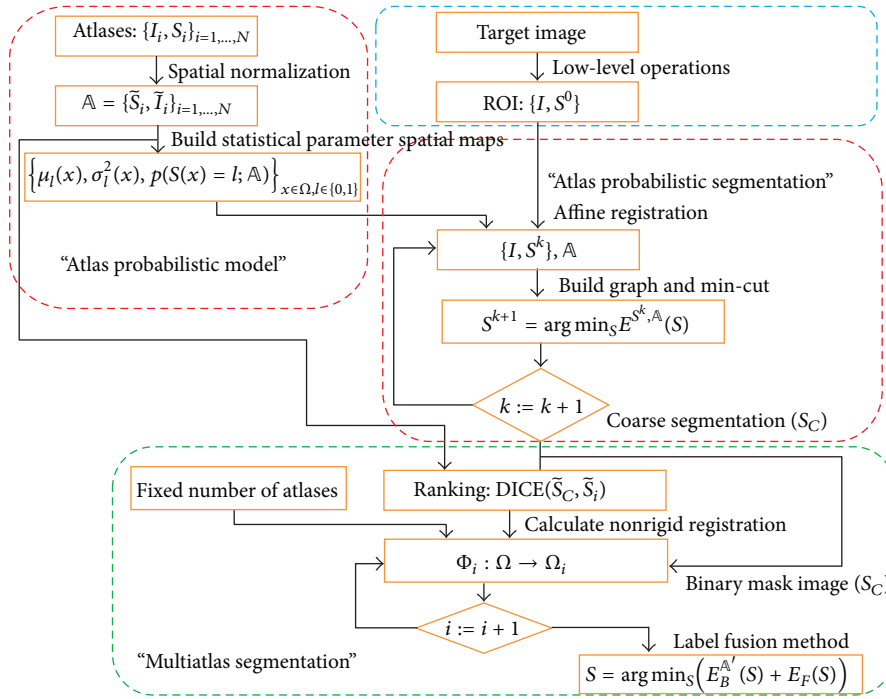 Atlases: {I_i, S_i}_{i=1,...,N}
Spatial normalization
𝔸 = {S̃_i, Ĩ_i}_{i=1,...,N}
Build statistical parameter spatial maps
{μ_l(x), σ_l^2(x), p(S(x) = l; 𝔸)}_{x∈Ω,l∈{0,1}}
"Atlas probabilistic model"
Target image
Low-level operations
ROI: {I, S^0}
"Atlas probabilistic segmentation"
Affine registration
{I, S^k}, 𝔸
Build graph and min-cut
S^{k+1} = arg min_S E^{S^k,𝔸}(S)
k := k + 1
Coarse segmentation (S_C)
Fixed number of atlases
Ranking: DICE(S̃_C, S̃_i)
Calculate nonrigid registration
Φ_i : Ω → Ω_i
Binary mask image (S_C)
i := i + 1
Label fusion method
"Multiatlas segmentation"
S = arg min_S(E_B^{𝔸′}(S) + E_F(S))